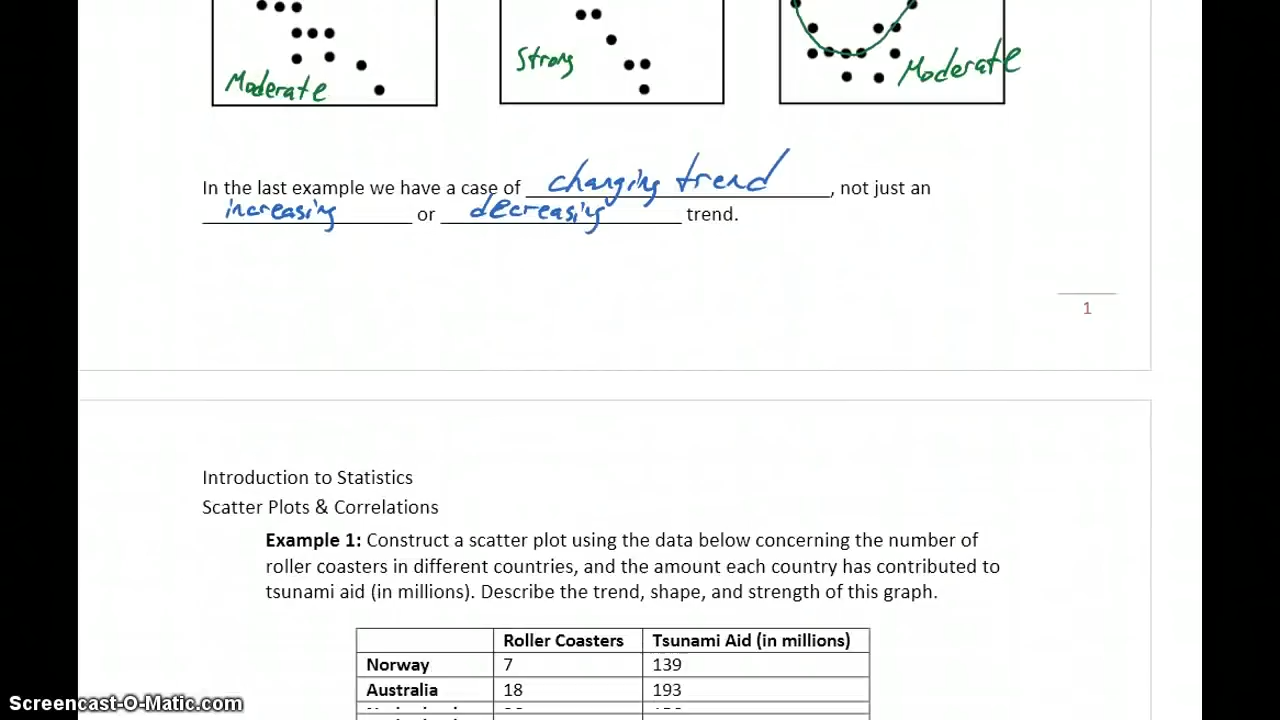 Moderate
Strong
Moderate
In the last example we have a case of changing trend, not just an
increasing or decreasing trend.
1
Introduction to Statistics
Scatter Plots & Correlations
Example 1: Construct a scatter plot using the data below concerning the number of
roller coasters in different countries, and the amount each country has contributed to
tsunami aid (in millions). Describe the trend, shape, and strength of this graph.
Roller Coasters Tsunami Aid (in millions)
Norway 7 139
Australia 18 193
Screencast-O-Matic.com